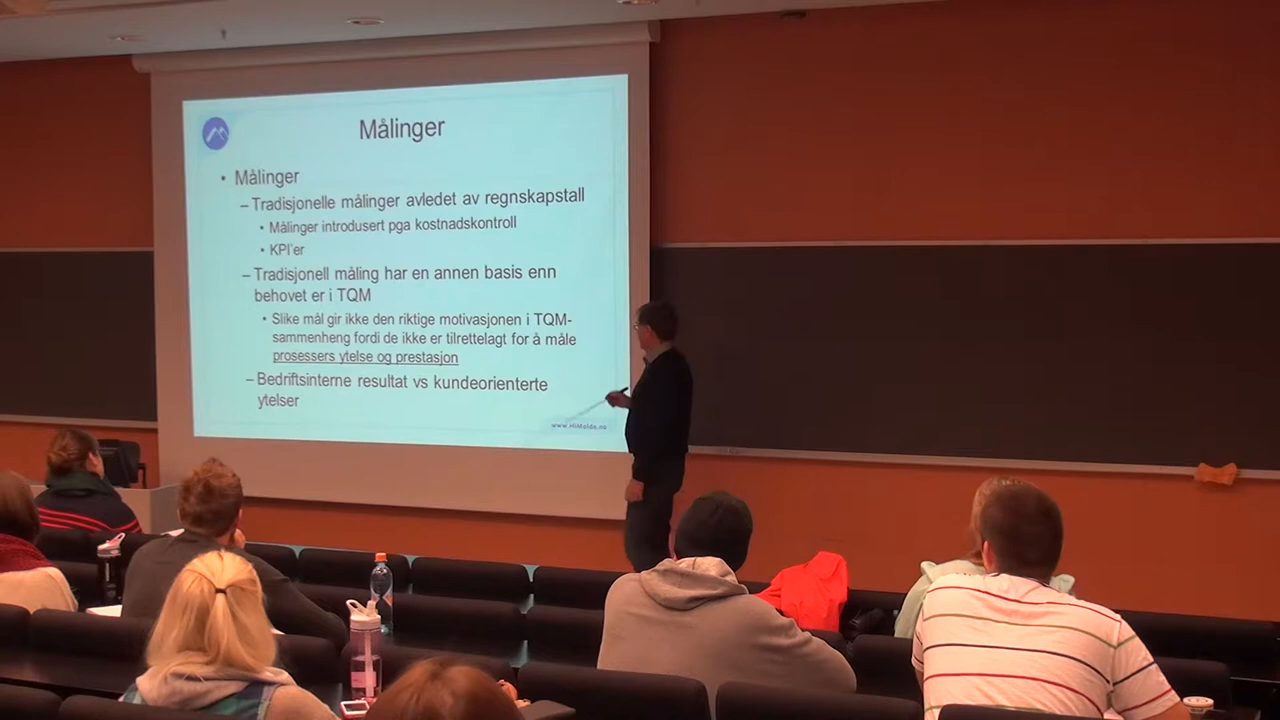 Målinger
• Målinger
– Tradisjonelle målinger avledet av regnskapstall
• Målinger introdusert pga kostnadskontroll
• KPI'er
– Tradisjonell måling har en annen basis enn
behovet er i TQM
• Slike mål gir ikke den riktige motivasjonen i TQM-
sammenheng fordi de ikke er tilrettelagt for å måle
prosessers ytelse og prestasjon
– Bedriftsinterne resultat vs kundeorienterte
ytelser
www.HiMolde.no